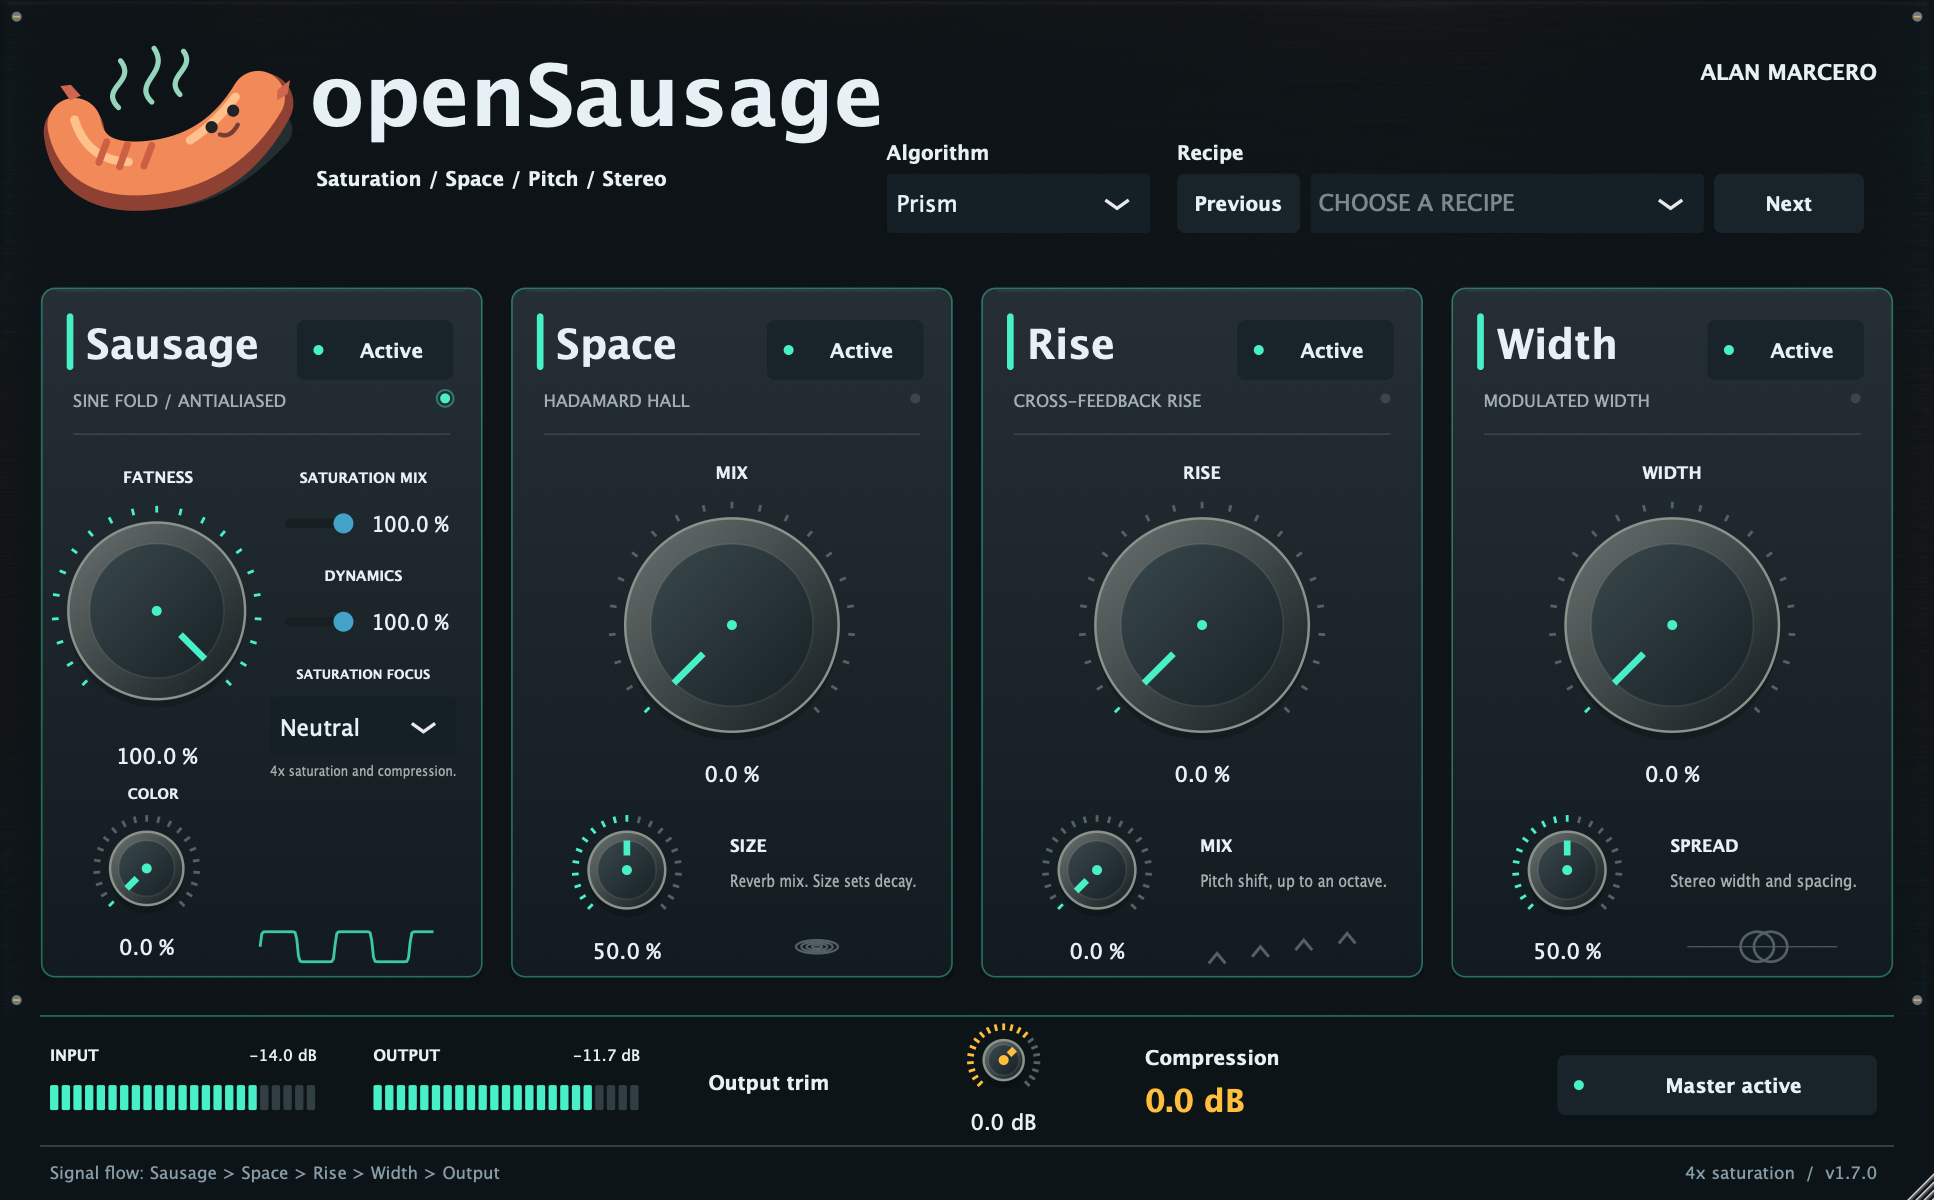 openSausage
ALAN MARCERO
Saturation / Space / Pitch / Stereo
Algorithm
Prism
Recipe
Previous
CHOOSE A RECIPE
Next
Sausage
Active
SINE FOLD / ANTIALIASED
FATNESS
100.0 %
SATURATION MIX
100.0 %
DYNAMICS
100.0 %
SATURATION FOCUS
Neutral
4x saturation and compression.
COLOR
0.0 %
Space
Active
HADAMARD HALL
MIX
0.0 %
SIZE
Reverb mix. Size sets decay.
50.0 %
Rise
Active
CROSS-FEEDBACK RISE
RISE
0.0 %
MIX
Pitch shift, up to an octave.
0.0 %
Width
Active
MODULATED WIDTH
WIDTH
0.0 %
SPREAD
Stereo width and spacing.
50.0 %
INPUT
-14.0 dB
OUTPUT
-11.7 dB
Output trim
0.0 dB
Compression
0.0 dB
Master active
Signal flow: Sausage > Space > Rise > Width > Output
4x saturation / v1.7.0